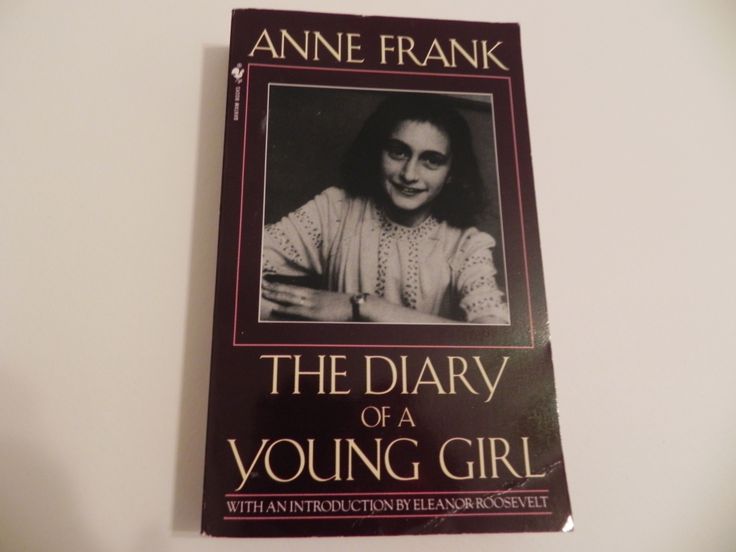 ANNE FRANK
THE DIARY
OF A
YOUNG GIRL
WITH AN INTRODUCTION BY ELEANOR ROOSEVELT